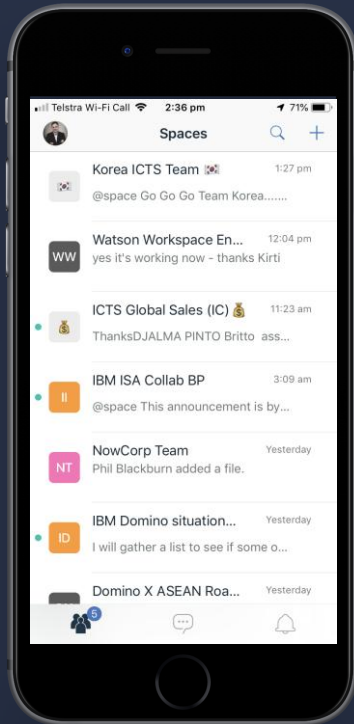 Telstra Wi-Fi Call 2:36 pm 71%
Spaces
Korea ICTS Team 🇰🇷 1:27 pm
@space Go Go Go Team Korea.......
WW Watson Workspace En... 12:04 pm
yes it's working now - thanks Kirti
ICTS Global Sales (IC) 💰 11:23 am
ThanksDJALMA PINTO Britto ass...
II IBM ISA Collab BP 3:09 am
@space This announcement is by...
NT NowCorp Team Yesterday
Phil Blackburn added a file.
ID IBM Domino situation... Yesterday
I will gather a list to see if some o...
Domino X ASEAN Roa... Yesterday
5